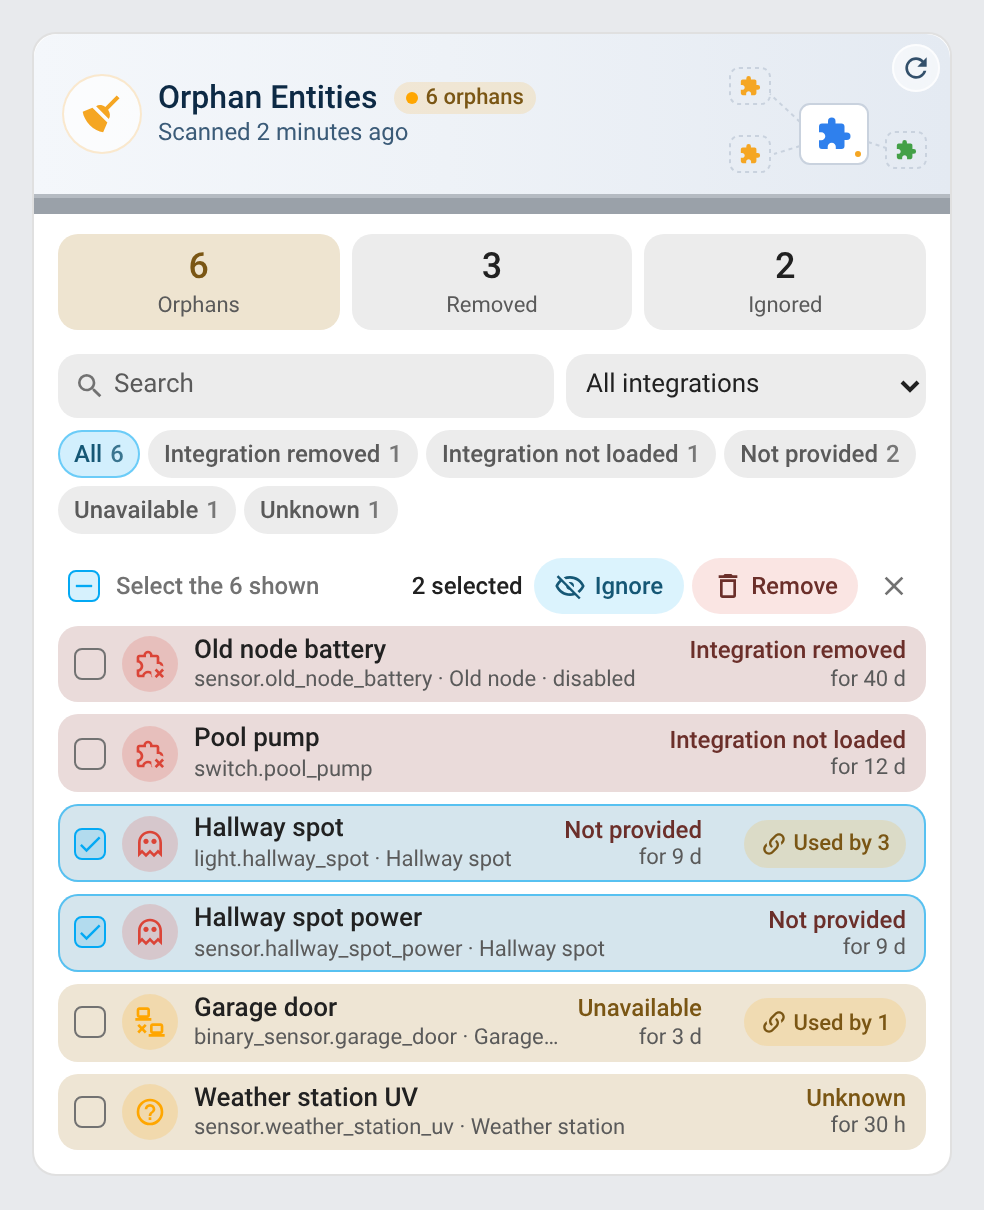 Orphan Entities
6 orphans
Scanned 2 minutes ago
6
Orphans
3
Removed
2
Ignored
Search
All integrations
All 6
Integration removed 1
Integration not loaded 1
Not provided 2
Unavailable 1
Unknown 1
Select the 6 shown
2 selected
Ignore
Remove
Old node battery
sensor.old_node_battery · Old node · disabled
Integration removed
for 40 d
Pool pump
switch.pool_pump
Integration not loaded
for 12 d
Hallway spot
light.hallway_spot · Hallway spot
Not provided
for 9 d
Used by 3
Hallway spot power
sensor.hallway_spot_power · Hallway spot
Not provided
for 9 d
Garage door
binary_sensor.garage_door · Garage...
Unavailable
for 3 d
Used by 1
Weather station UV
sensor.weather_station_uv · Weather station
Unknown
for 30 h